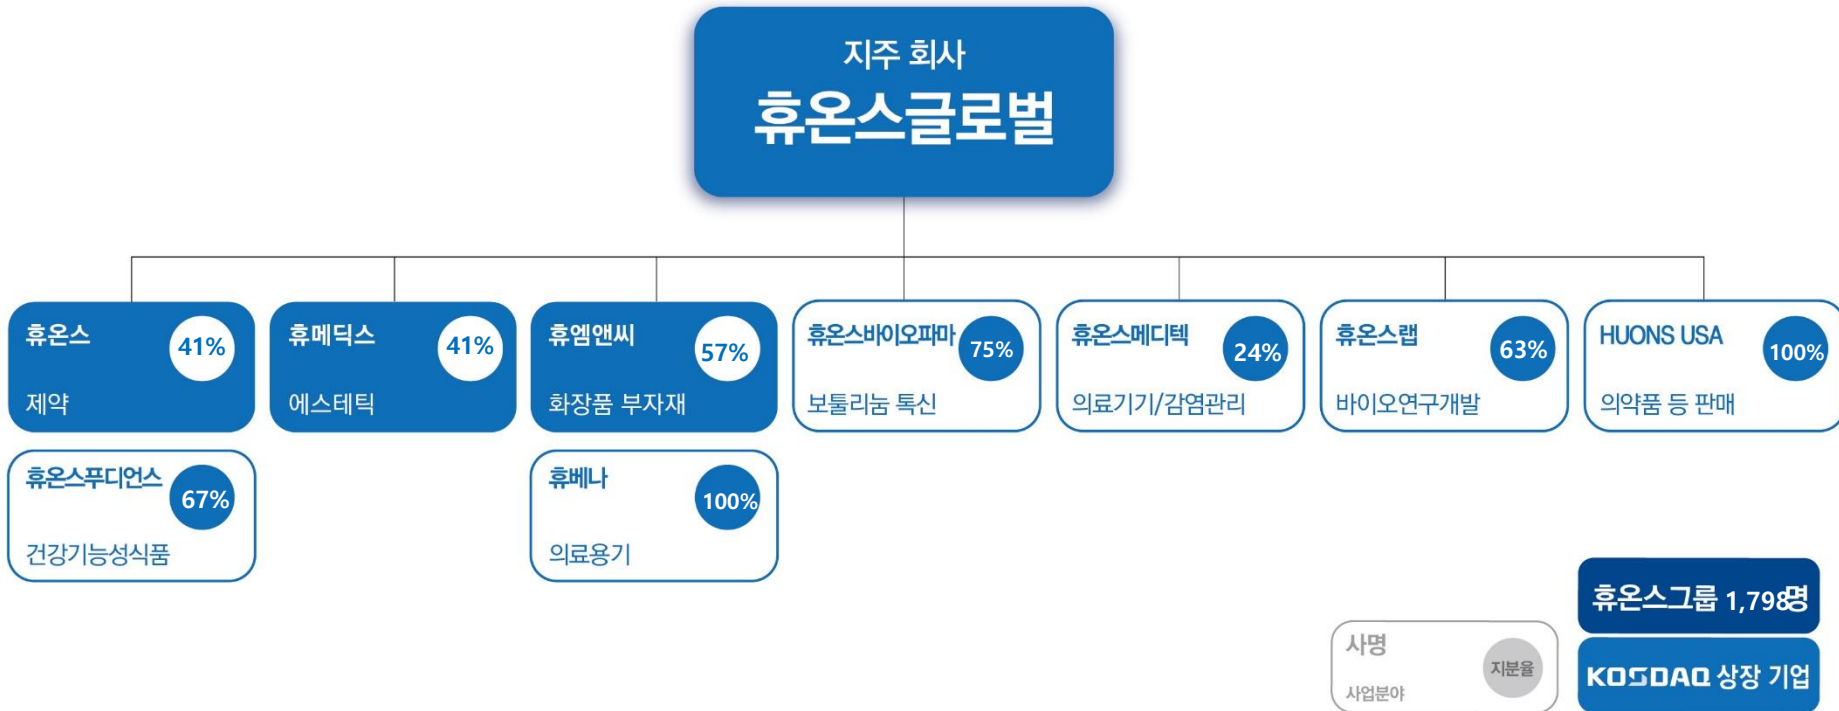 지주 회사
휴온스글로벌
휴온스
41%
제약
휴메딕스
41%
에스테틱
휴엠앤씨
57%
화장품 부자재
휴온스바이오파마
75%
보툴리눔 톡신
휴온스메디텍
24%
의료기기/감염관리
휴온스랩
63%
바이오연구개발
HUONS USA
100%
의약품 등 판매
휴온스푸디언스
67%
건강기능성식품
휴베나
100%
의료용기
사명
지분율
사업분야
휴온스그룹 1,798명
KOSDAQ 상장 기업